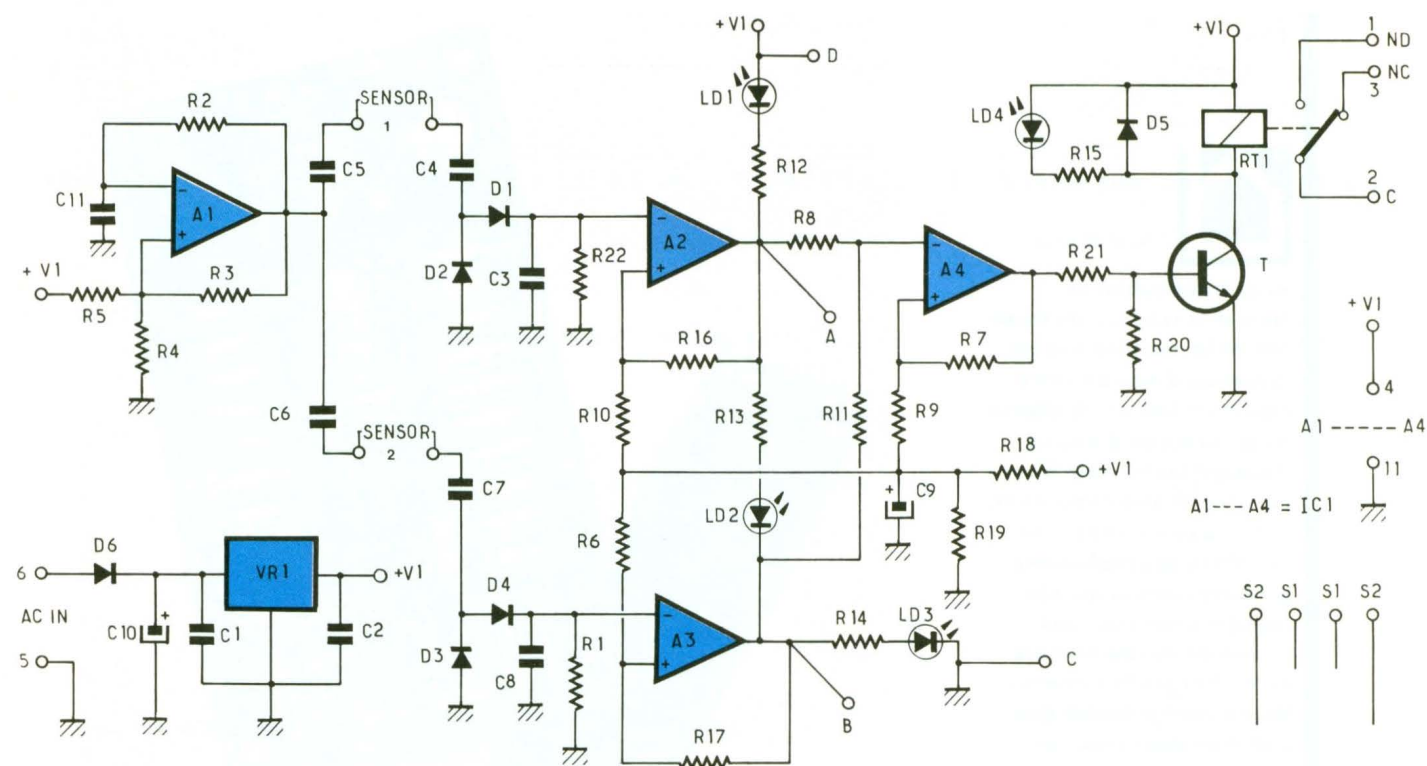 +V1
D
LD1
R12
R2
SENSOR
1
C5
C4
C11
-
A1
+
+ V1
R3
R5
R4
D1
D2
C3
R22
-
A2
+
R8
A
R16
R10
R13
R11
+V1
LD4
D5
R15
RT1
1
ND
NC
3
2
C
-
A4
+
R21
T
R7
R20
R9
R18
+V1
+
C9
R19
+ V1
4
A1 ----- A4
11
A1---A4 = IC1
S2 S1 S1 S2
C6
SENSOR
2
C7
LD2
R6
D4
D3
C8
R1
-
A3
+
R14
LD3
C
B
R17
D6
6
VR1
+V1
AC IN
+
C10
C1
C2
5